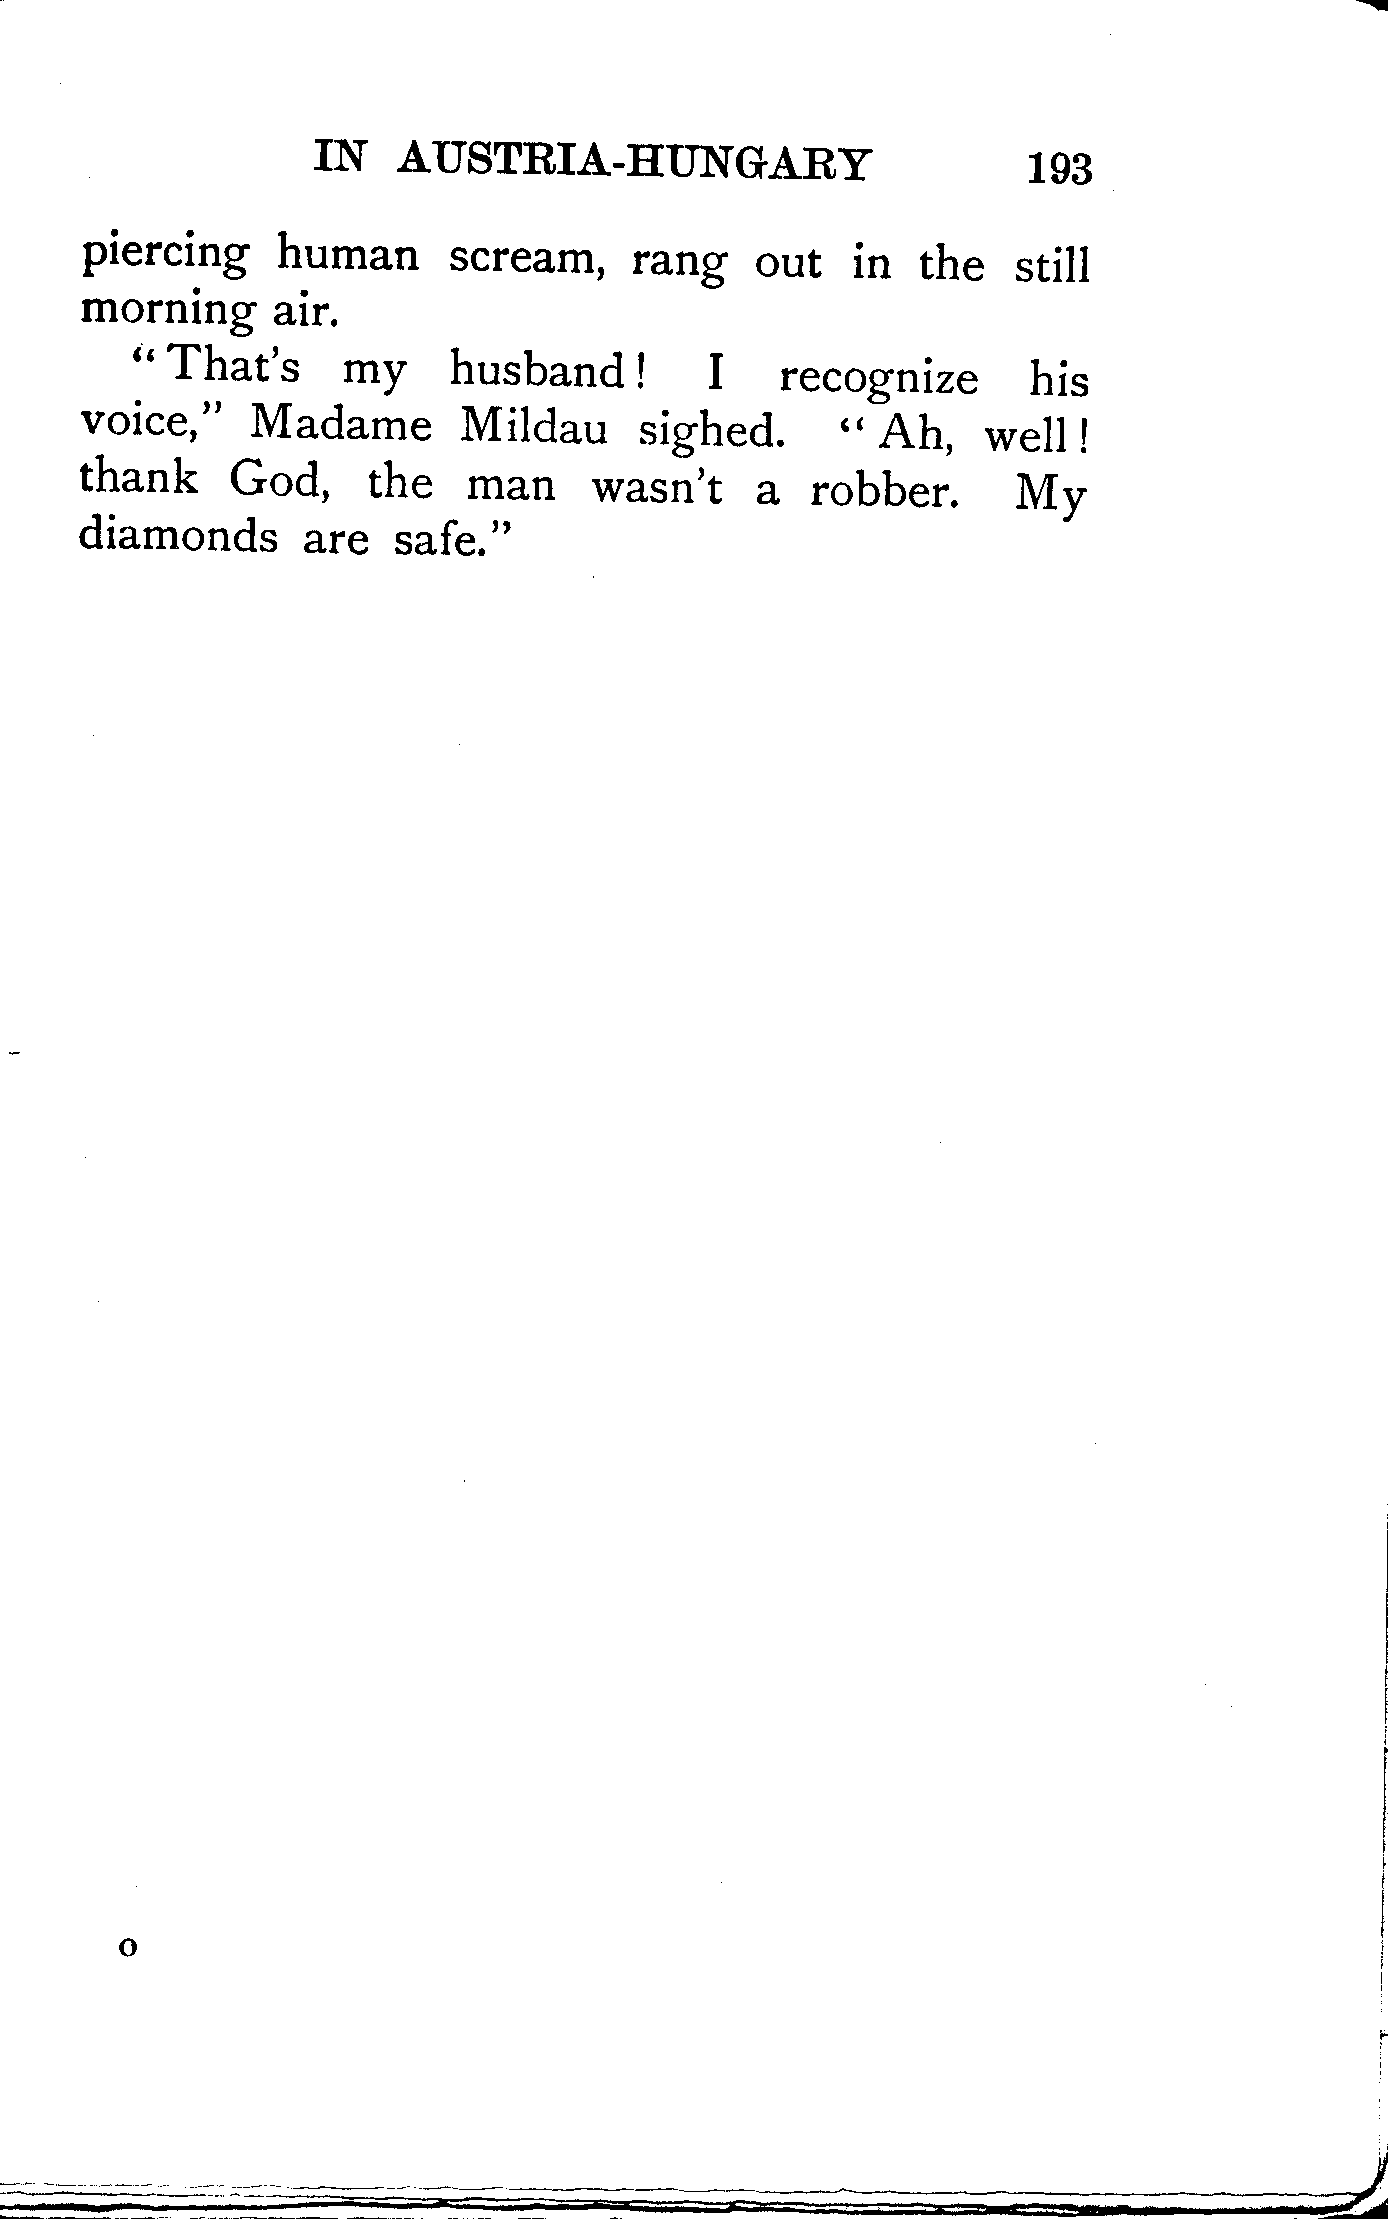 IN AUSTRIA-HUNGARY 193
piercing human scream, rang out in the still
morning air.
“That’s my husband! I recognize his
voice,” Madame Mildau sighed. “Ah, well!
thank God, the man wasn’t a robber. My
diamonds are safe.”
o